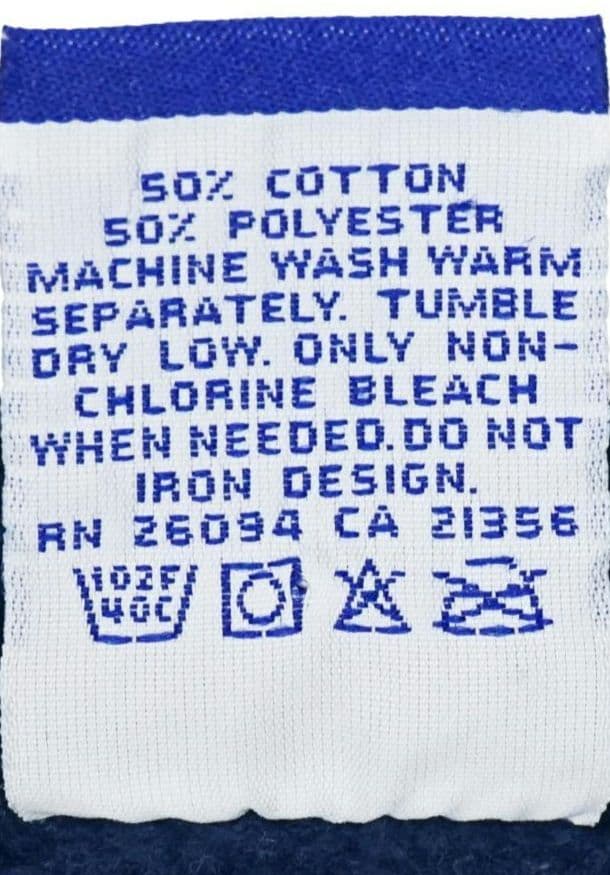 50% COTTON
50% POLYESTER
MACHINE WASH WARM
SEPARATELY. TUMBLE
DRY LOW. ONLY NON-
CHLORINE BLEACH
WHEN NEEDED. DO NOT
IRON DESIGN.
RN 26094 CA 21356
102F
40C